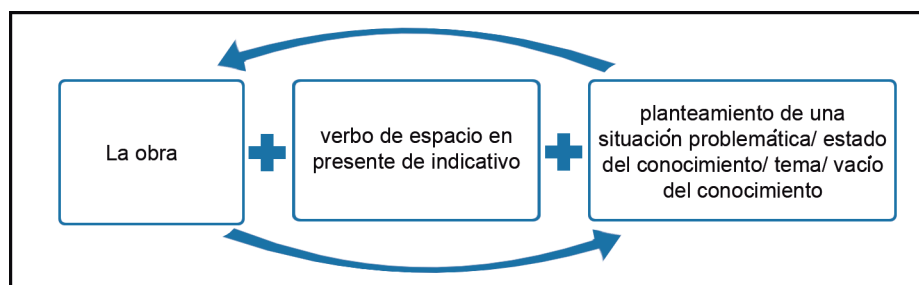 La obra
verbo de espacio en
presente de indicativo
planteamiento de una
situación problemática/ estado
del conocimiento/ tema/ vacío
del conocimiento